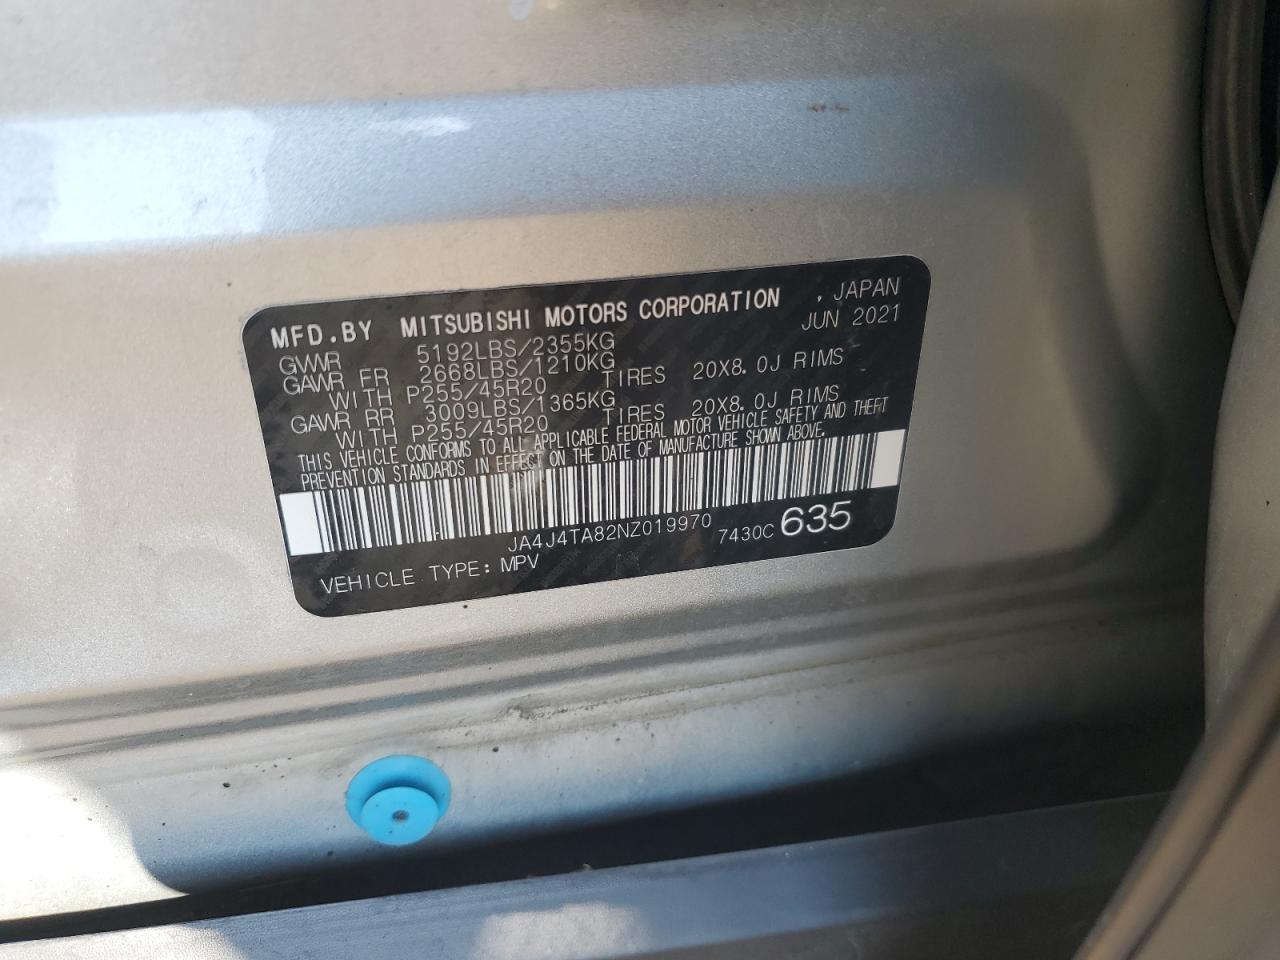 MFD.BY MITSUBISHI MOTORS CORPORATION , JAPAN
JUN 2021
GVWR 5192LBS/2355KG
GAWR FR 2668LBS/1210KG
WITH P255/45R20 TIRES 20X8.0J RIMS
GAWR RR 3009LBS/1365KG
WITH P255/45R20 TIRES 20X8.0J RIMS
THIS VEHICLE CONFORMS TO ALL APPLICABLE FEDERAL MOTOR VEHICLE SAFETY AND THEFT
PREVENTION STANDARDS IN EFFECT ON THE DATE OF MANUFACTURE SHOWN ABOVE.
JA4J4TA82NZ019970 7430C 635
VEHICLE TYPE: MPV